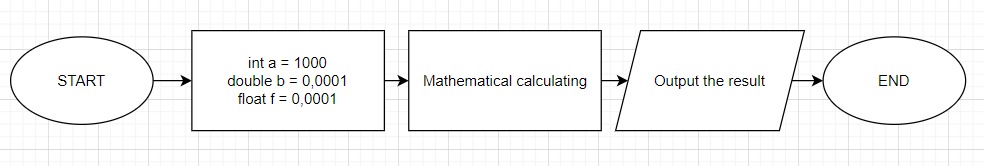 START
int a = 1000
double b = 0,0001
float f = 0,0001
Mathematical calculating
Output the result
END